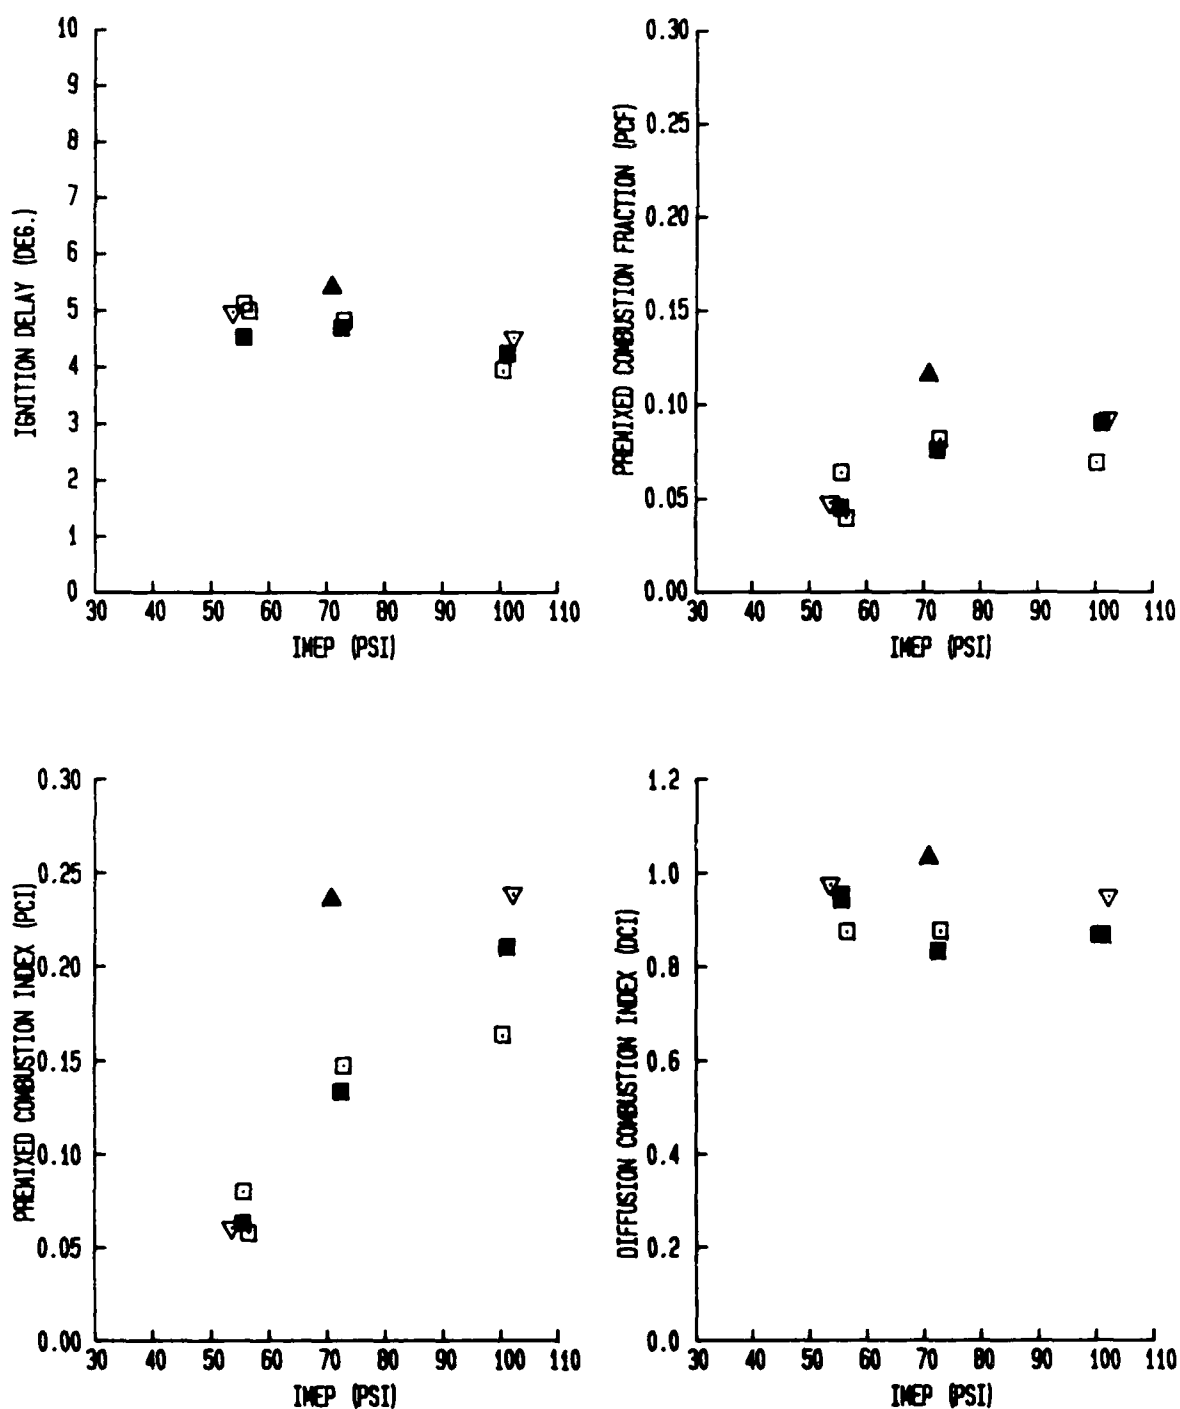 IGNITION DELAY (DEG.)
10
9
8
7
6
5
4
3
2
1
0
30 40 50 60 70 80 90 100 110
IMEP (PSI)
PREMIXED COMBUSTION FRACTION (PCF)
0.30
0.25
0.20
0.15
0.10
0.05
0.00
30 40 50 60 70 80 90 100 110
IMEP (PSI)
PREMIXED COMBUSTION INDEX (PCI)
0.30
0.25
0.20
0.15
0.10
0.05
0.00
30 40 50 60 70 80 90 100 110
IMEP (PSI)
DIFFUSION COMBUSTION INDEX (DCI)
1.2
1.0
0.8
0.6
0.4
0.2
0.0
30 40 50 60 70 80 90 100 110
IMEP (PSI)